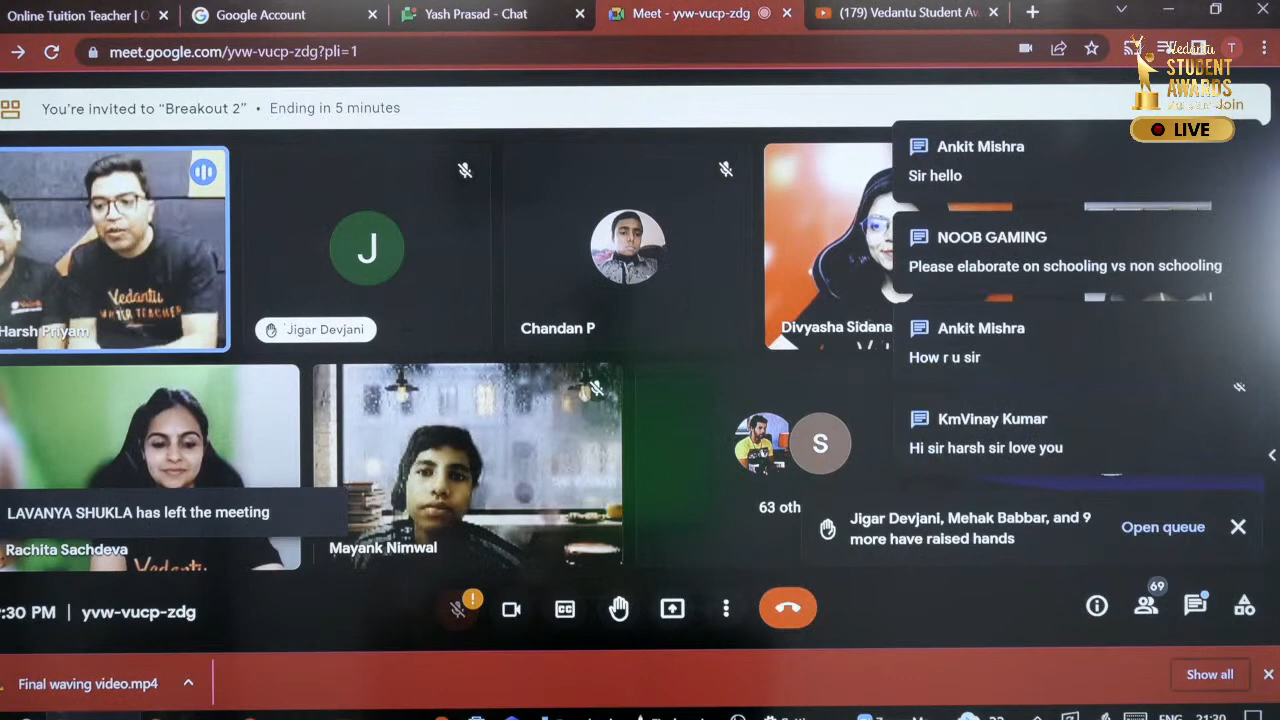 Online Tuition Teacher |
Google Account
Yash Prasad - Chat
Meet - yvw-vucp-zdg
(179) Vedantu Student Aw
meet.google.com/yvw-vucp-zdg?pli=1
T
Vedantu
STUDENT
AWARDS
Join
LIVE
You're invited to “Breakout 2” • Ending in 5 minutes
Ankit Mishra
Sir hello
NOOB GAMING
Please elaborate on schooling vs non schooling
Ankit Mishra
How r u sir
KmVinay Kumar
Hi sir harsh sir love you
Vedantu
Harsh Priyam
J
Jigar Devjani
Chandan P
Divyasha Sidana
LAVANYA SHUKLA has left the meeting
Rachita Sachdeva
Vedantu
Mayank Nimwal
S
63 oth
Jigar Devjani, Mehak Babbar, and 9
more have raised hands
Open queue
:30 PM | yvw-vucp-zdg
69
Final waving video.mp4
Show all
ENG
21:30